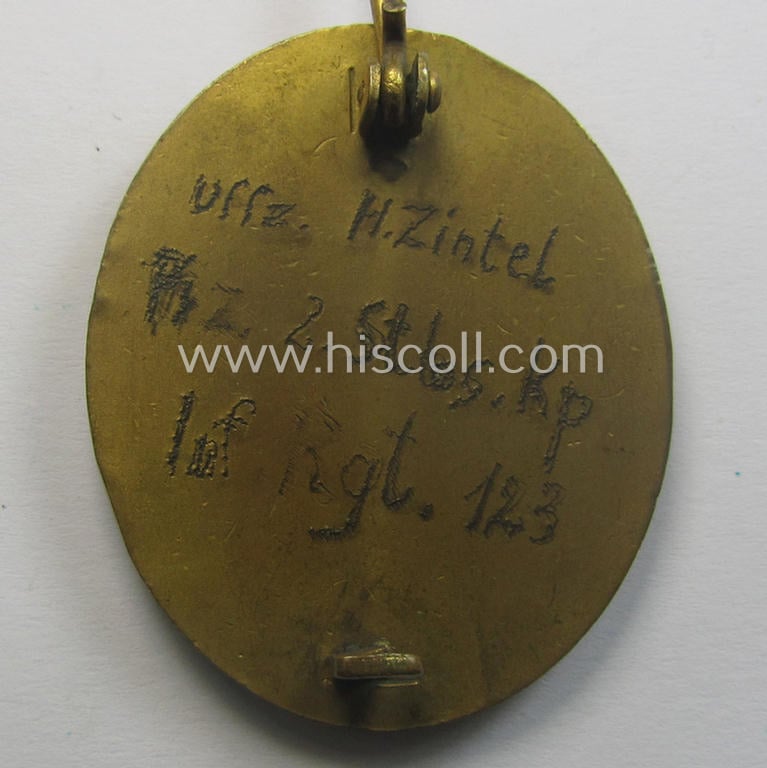 Uffz. H. Zintel
2. Stbs. Kp
www.hiscoll.com
Inf Rgt. 123